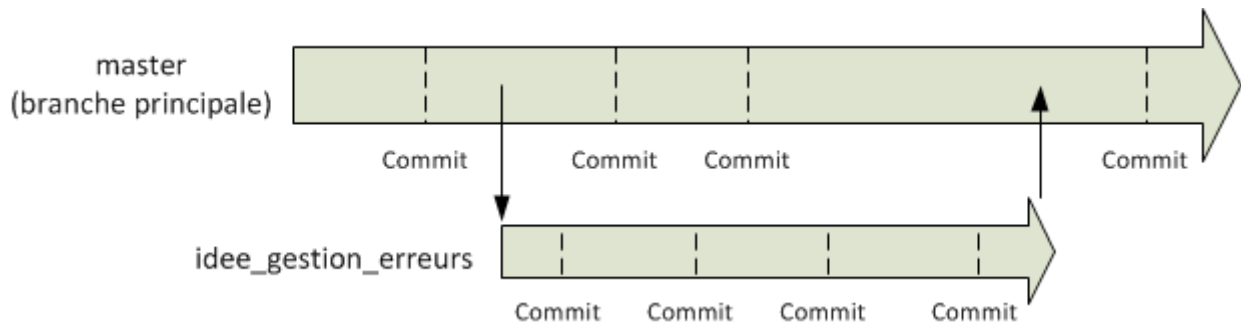 master
(branche principale)
Commit Commit Commit Commit
idee_gestion_erreurs
Commit Commit Commit Commit